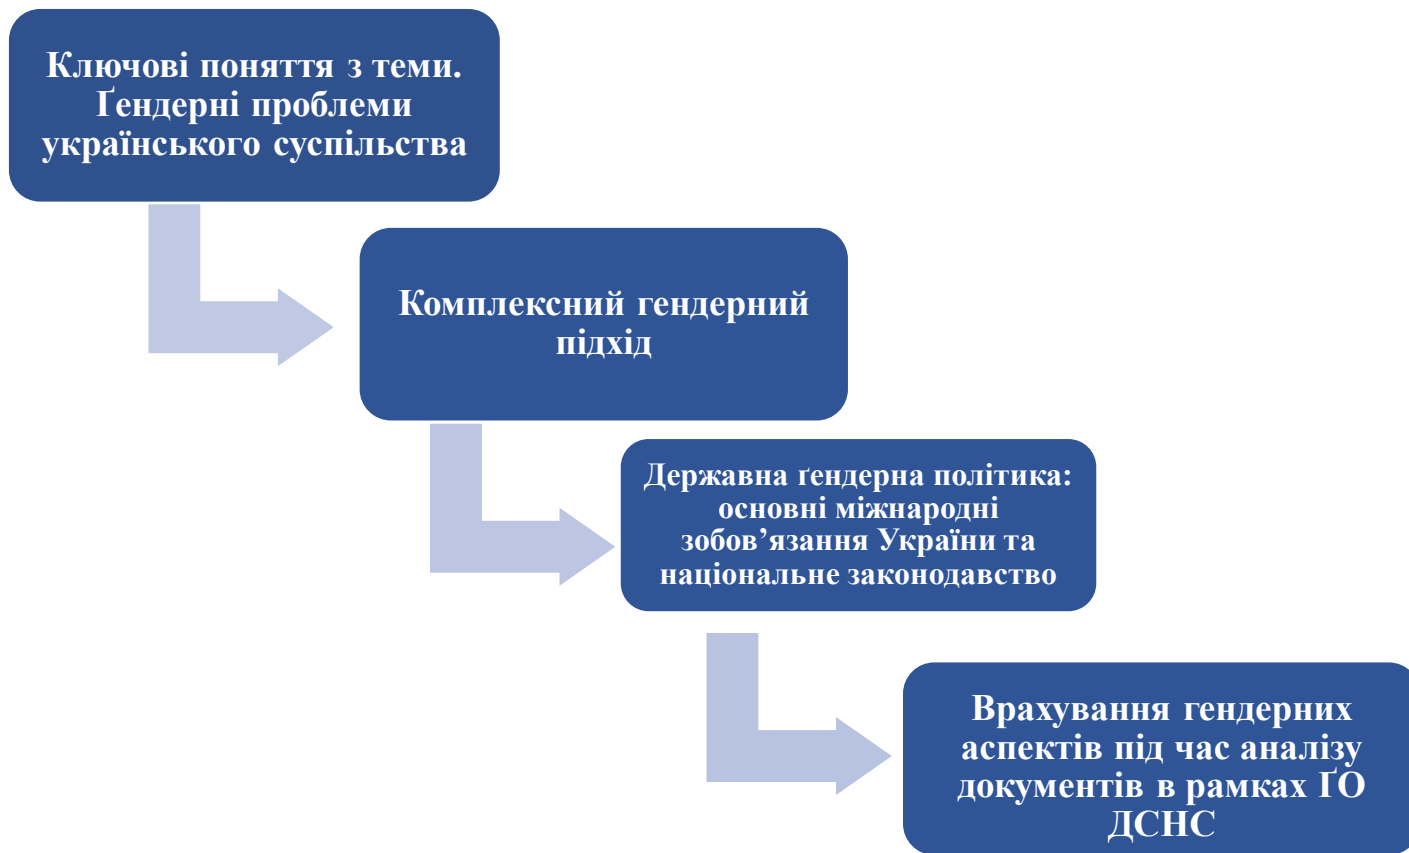 Ключові поняття з теми.
Ґендерні проблеми
українського суспільства
Комплексний гендерний
підхід
Державна ґендерна політика:
основні міжнародні
зобов’язання України та
національне законодавство
Врахування гендерних
аспектів під час аналізу
документів в рамках ҐО
ДСНС